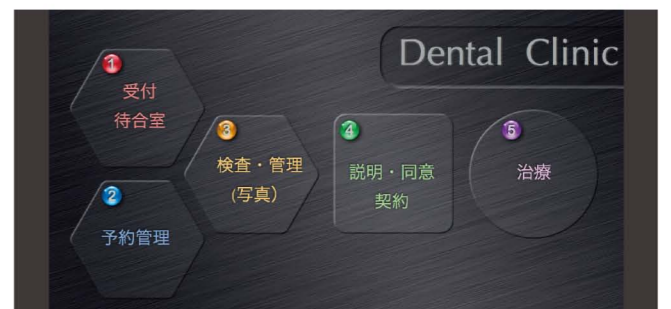 Dental Clinic
1
受付
待合室
2
予約管理
3
検査・管理
(写真)
4
説明・同意
契約
5
治療